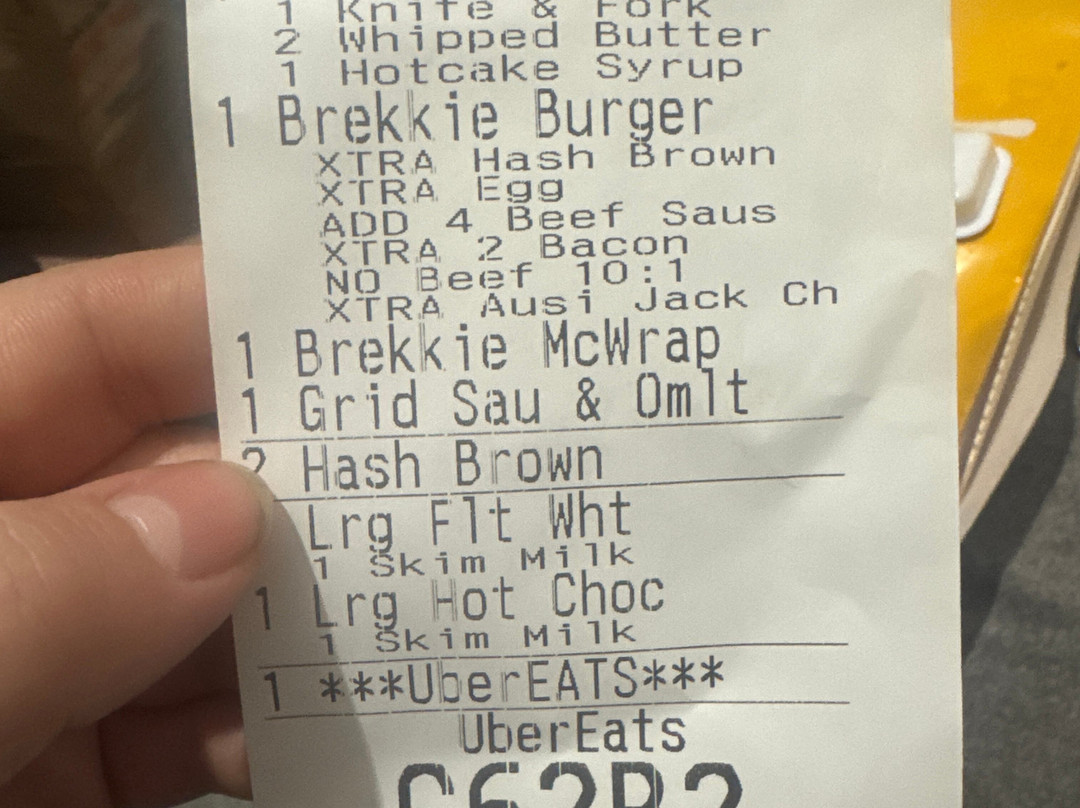 1 Knife & Fork
2 Whipped Butter
1 Hotcake Syrup
1 Brekkie Burger
XTRA Hash Brown
XTRA Egg
ADD 4 Beef Saus
XTRA 2 Bacon
NO Beef 10:1
XTRA Ausi Jack Ch
1 Brekkie McWrap
1 Grid Sau & Omlt
2 Hash Brown
Lrg Flt Wht
1 Skim Milk
1 Lrg Hot Choc
1 Skim Milk
1 ***UberEATS***
UberEats